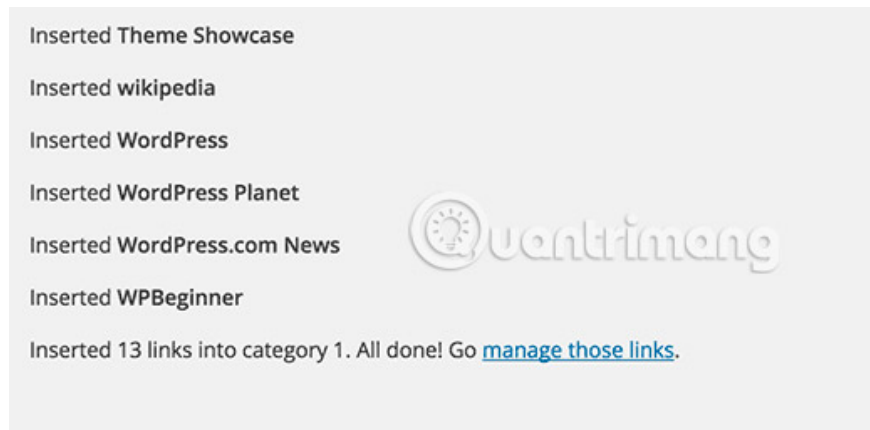 Inserted Theme Showcase
Inserted wikipedia
Inserted WordPress
Inserted WordPress Planet
Inserted WordPress.com News
Quantrimang
Inserted WPBeginner
Inserted 13 links into category 1. All done! Go manage those links.